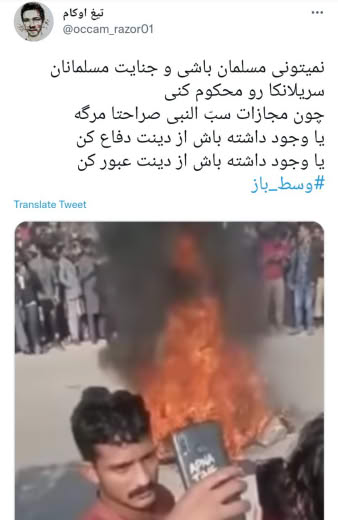 تیغ اوکام
@occam_razor01
نمیتونی مسلمان باشی و جنایت مسلمانان
سریلانکا رو محکوم کنی
چون مجازات سبّ النبی صراحتا مرگه
یا وجود داشته باش از دینت دفاع کن
یا وجود داشته باش از دینت عبور کن
#وسط_باز
Translate Tweet
APNA